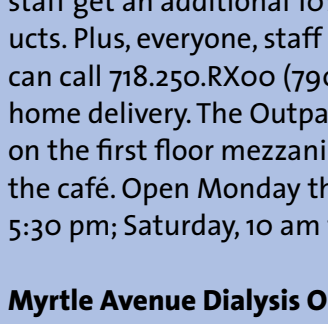 staff get an additional 10
ucts. Plus, everyone, staff
can call 718.250.RX00 (790
home delivery. The Outpa
on the first floor mezzani
the café. Open Monday th
5:30 pm; Saturday, 10 am
Myrtle Avenue Dialysis O